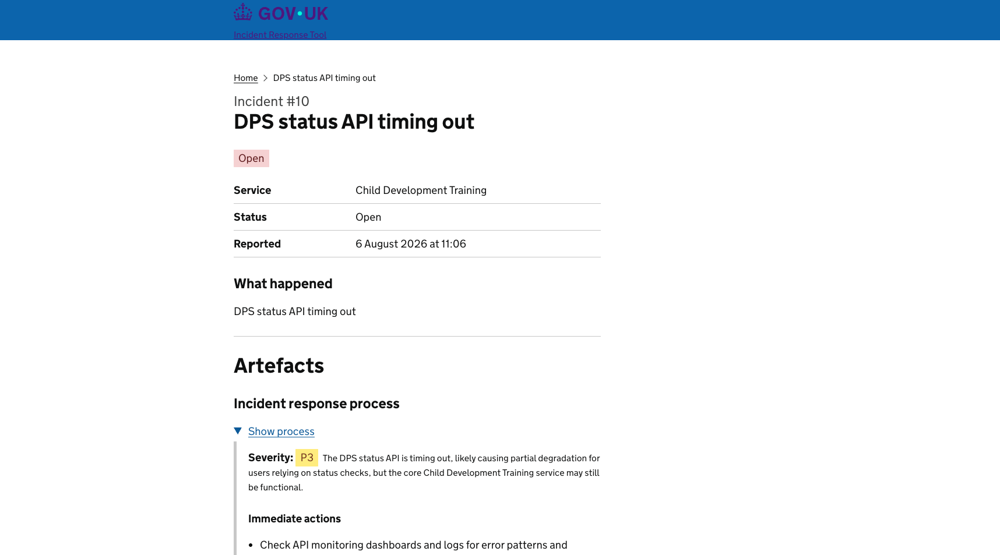 GOV•UK
Incident Response Tool
Home > DPS status API timing out
Incident #10
DPS status API timing out
Open
Service Child Development Training
Status Open
Reported 6 August 2026 at 11:06
What happened
DPS status API timing out
Artefacts
Incident response process
▼ Show process
Severity: P3 The DPS status API is timing out, likely causing partial degradation for
users relying on status checks, but the core Child Development Training service may still
be functional.
Immediate actions
• Check API monitoring dashboards and logs for error patterns and